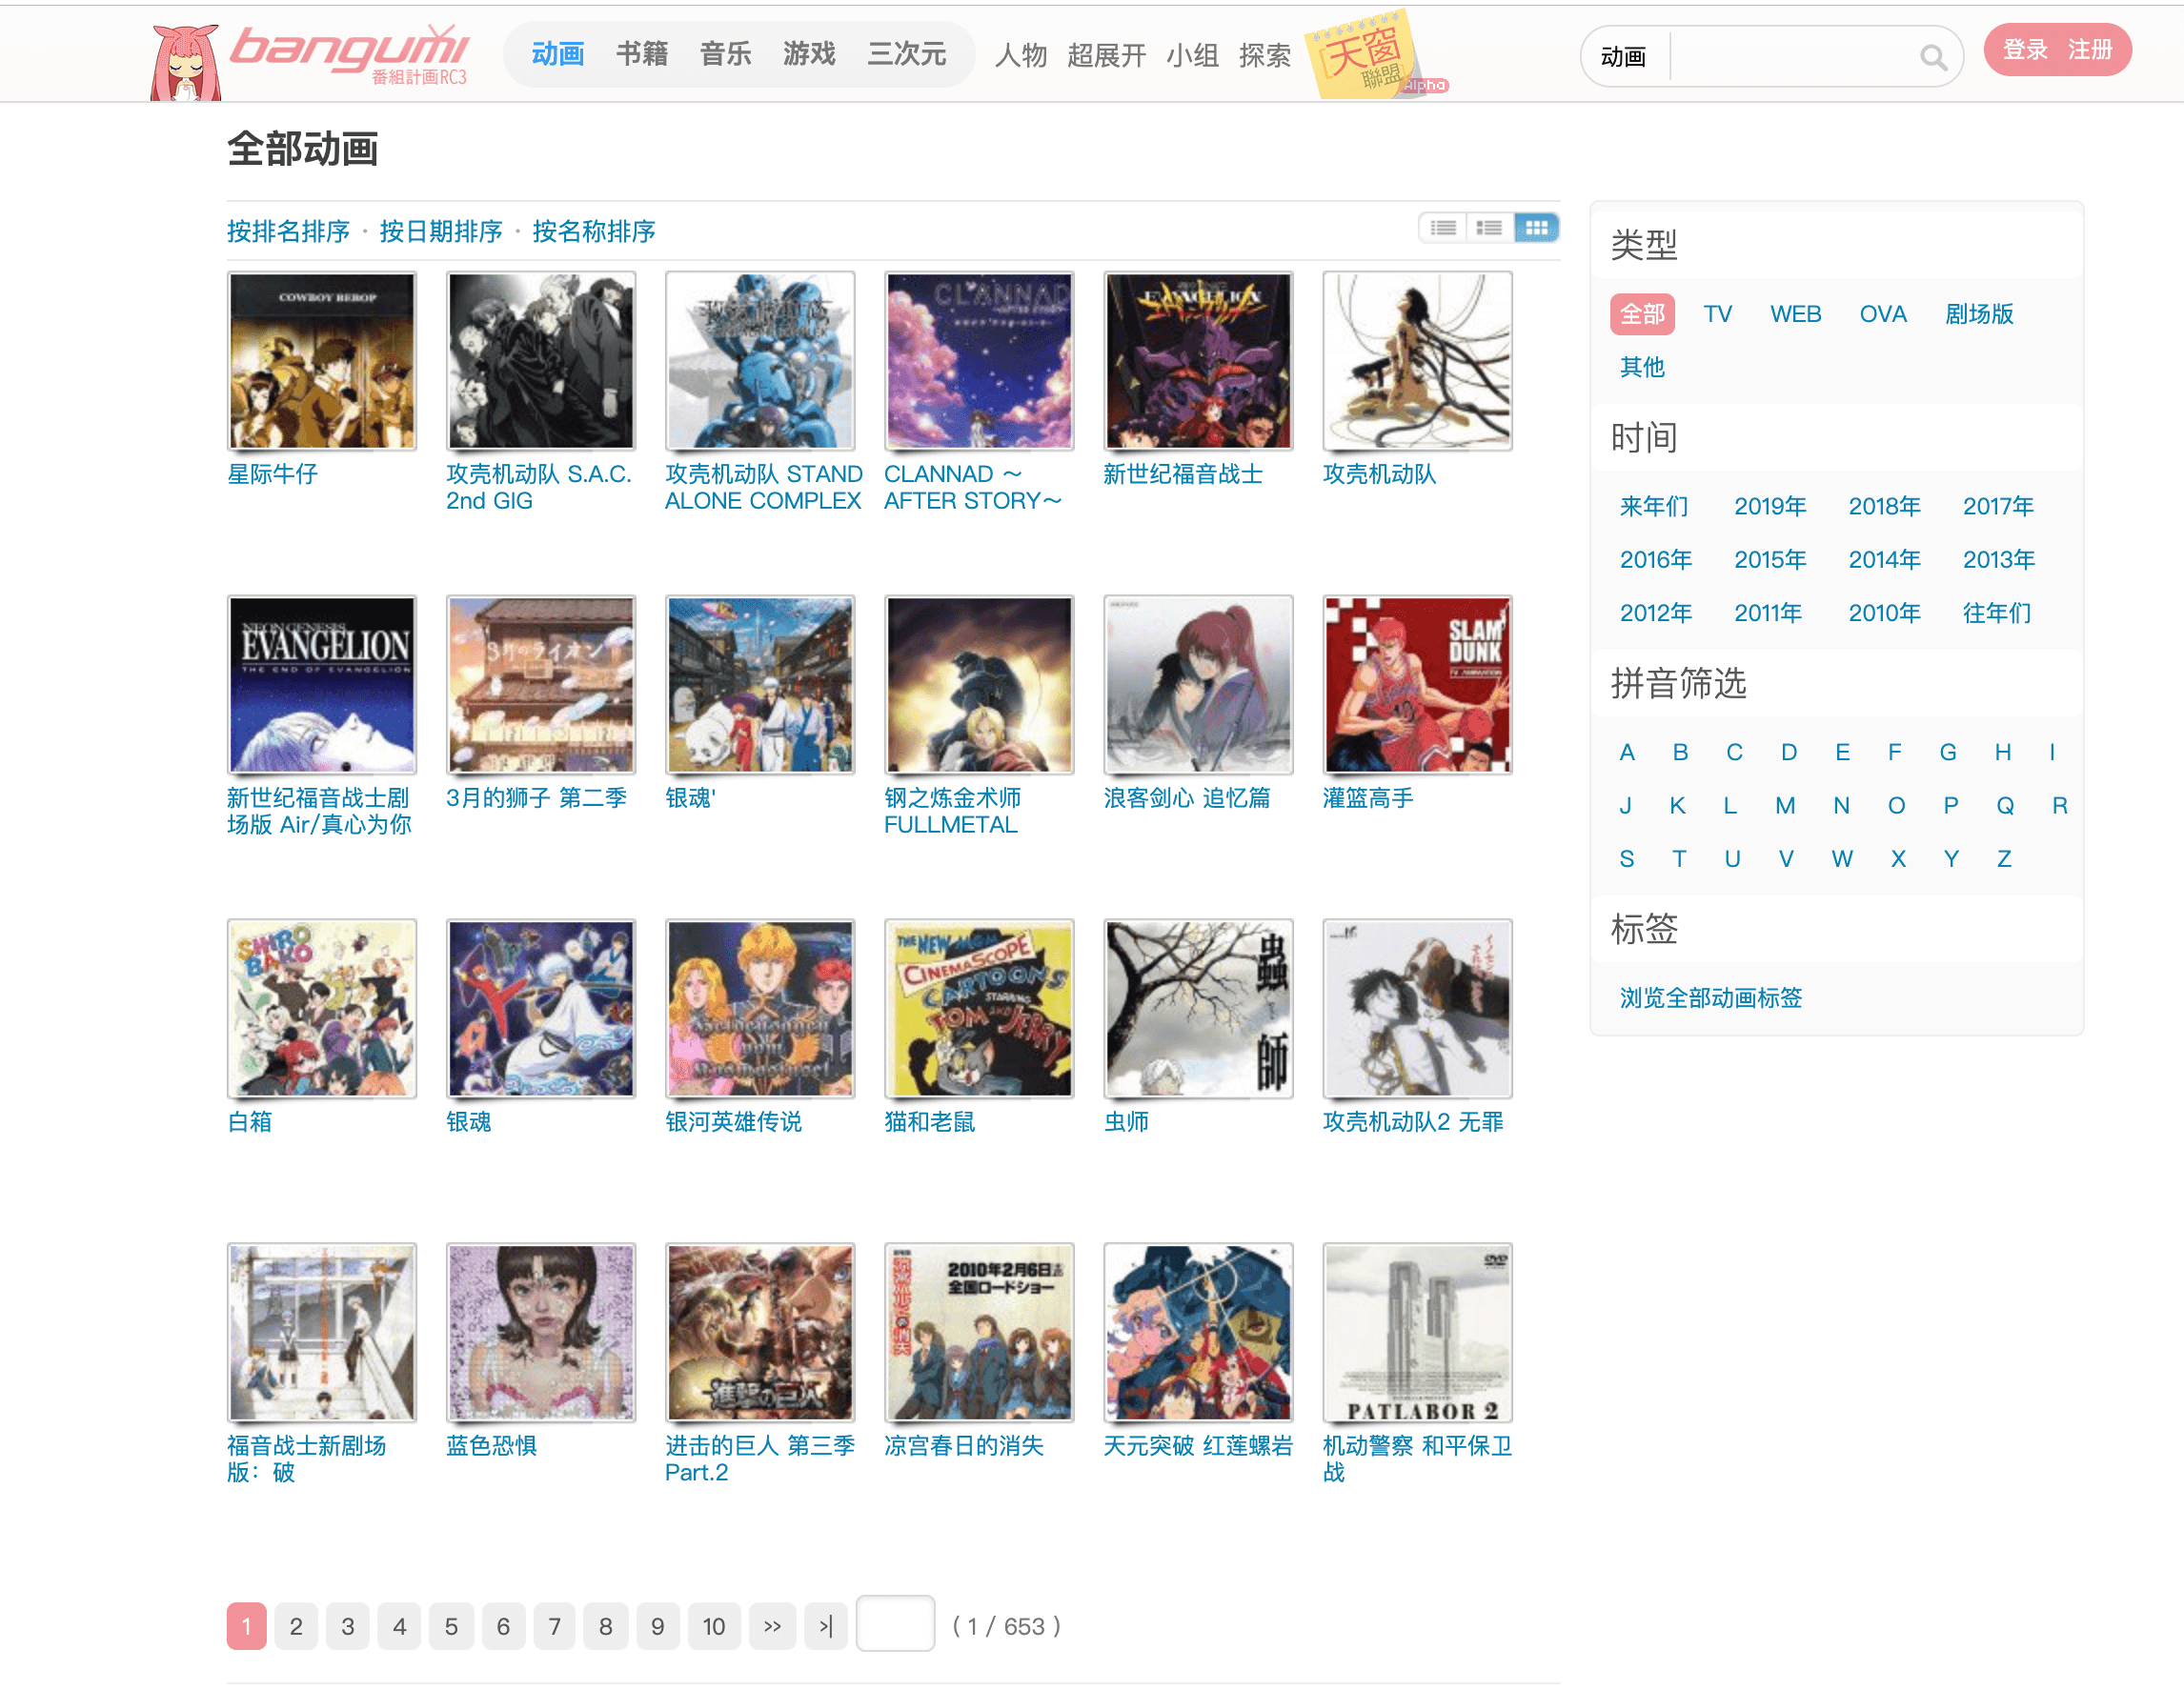 bangumi
番組計画RC3
动画 书籍 音乐 游戏 三次元 人物 超展开 小组 探索
天窗
聯盟
alpha
动画
登录 注册
全部动画
按排名排序 · 按日期排序 · 按名称排序
COWBOY BEBOP
CLANNAD
EVANGELION
星际牛仔
攻壳机动队 S.A.C. 2nd GIG
攻壳机动队 STAND ALONE COMPLEX
CLANNAD ～AFTER STORY～
新世纪福音战士
攻壳机动队
NEON GENESIS
EVANGELION
THE END OF EVANGELION
3月のライオン
SLAM
DUNK
TV ANIMATION
新世纪福音战士剧场版 Air/真心为你
3月的狮子 第二季
银魂'
钢之炼金术师 FULLMETAL
浪客剑心 追忆篇
灌篮高手
SHIRO
BAKO
THE NEW MGM
CINEMASCOPE
CARTOONS
STARRING
TOM AND JERRY
蟲
師
白箱
银魂
银河英雄传说
猫和老鼠
虫师
攻壳机动队2 无罪
進撃の巨人
2010年2月6日
全国ロードショー
DVD
PATLABOR 2
福音战士新剧场版：破
蓝色恐惧
进击的巨人 第三季 Part.2
凉宫春日的消失
天元突破 红莲螺岩
机动警察 和平保卫战
1 2 3 4 5 6 7 8 9 10 >> >| ( 1 / 653 )
类型
全部 TV WEB OVA 剧场版
其他
时间
来年们 2019年 2018年 2017年
2016年 2015年 2014年 2013年
2012年 2011年 2010年 往年们
拼音筛选
A B C D E F G H I
J K L M N O P Q R
S T U V W X Y Z
标签
浏览全部动画标签